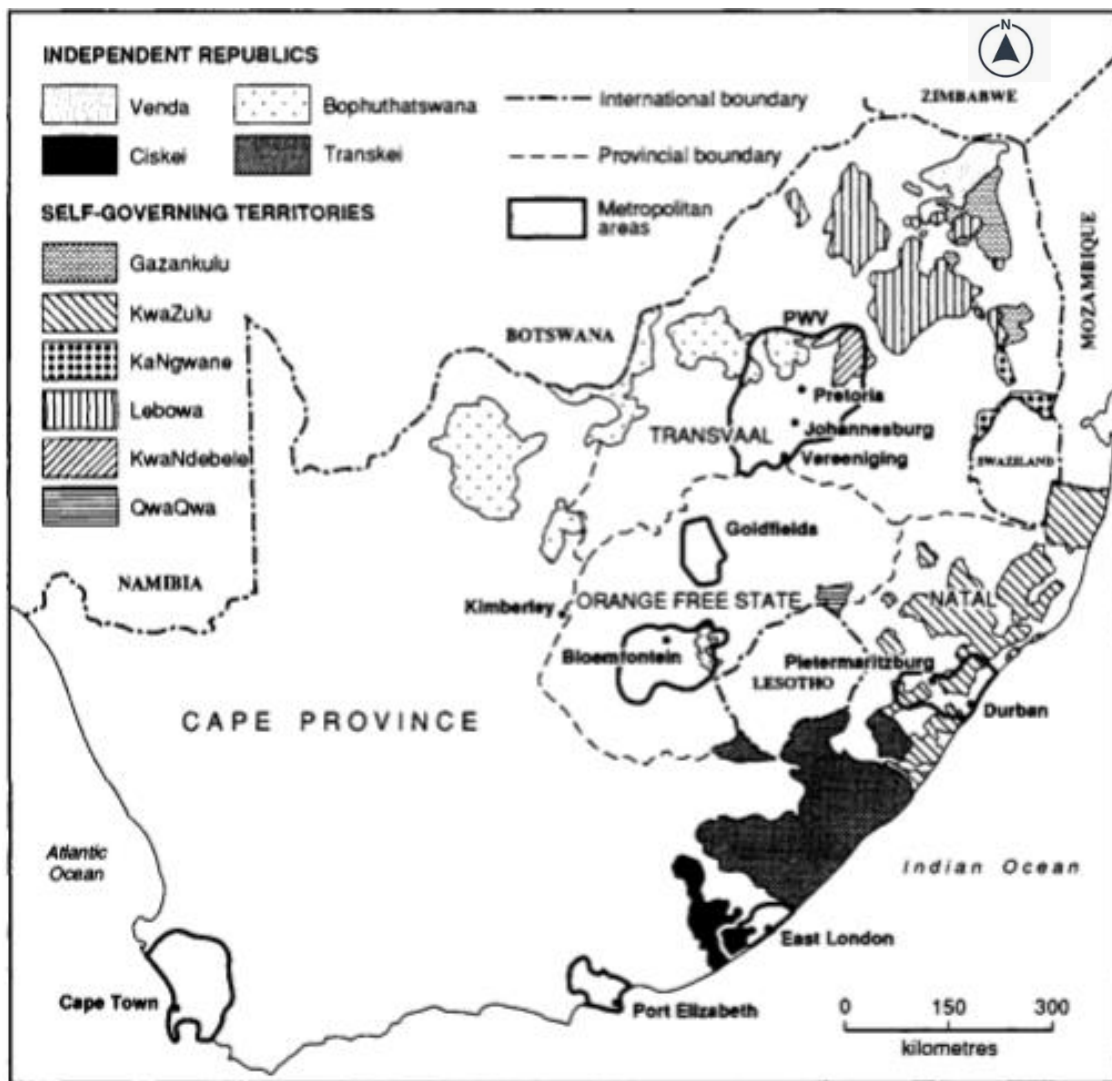 N
INDEPENDENT REPUBLICS
Venda
Bophuthatswana
Ciskei
Transkei
International boundary
Provincial boundary
Metropolitan
areas
SELF-GOVERNING TERRITORIES
Gazankulu
KwaZulu
KaNgwane
Lebowa
KwaNdebele
QwaQwa
ZIMBABWE
MOZAMBIQUE
BOTSWANA
PWV
Pretoria
Johannesburg
TRANSVAAL
Vereeniging
SWAZILAND
Goldfields
NAMIBIA
Kimberley
ORANGE FREE STATE
NATAL
Bloemfontein
Pietermaritzburg
LESOTHO
Durban
CAPE PROVINCE
Atlantic
Ocean
Indian Ocean
East London
Cape Town
Port Elizabeth
0 150 300
kilometres